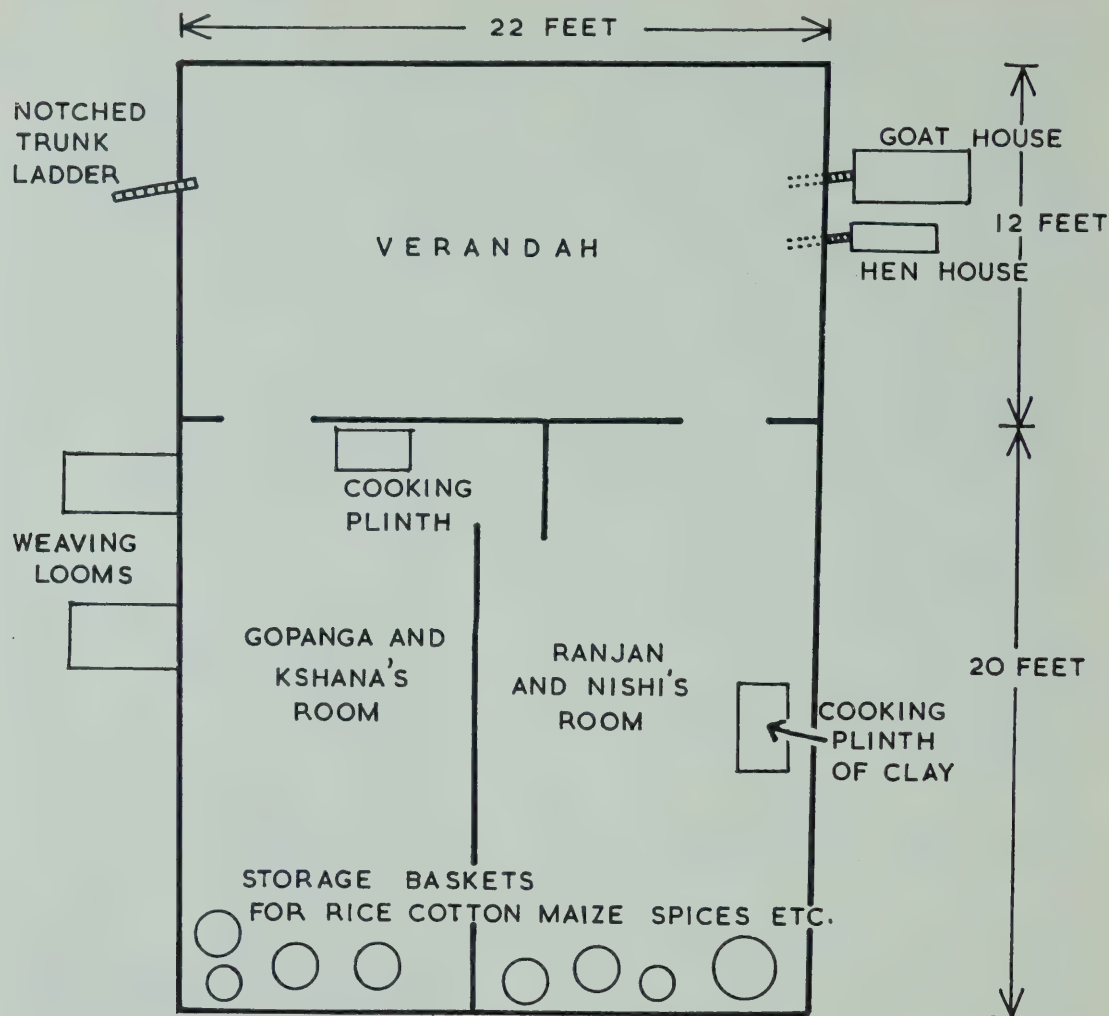 22 FEET
NOTCHED
TRUNK
LADDER
GOAT HOUSE
12 FEET
VERANDAH
HEN HOUSE
COOKING
PLINTH
WEAVING
LOOMS
GOPANGA AND
KSHANA'S
ROOM
RANJAN
AND NISHI'S
ROOM
20 FEET
COOKING
PLINTH
OF CLAY
STORAGE BASKETS
FOR RICE COTTON MAIZE SPICES ETC.